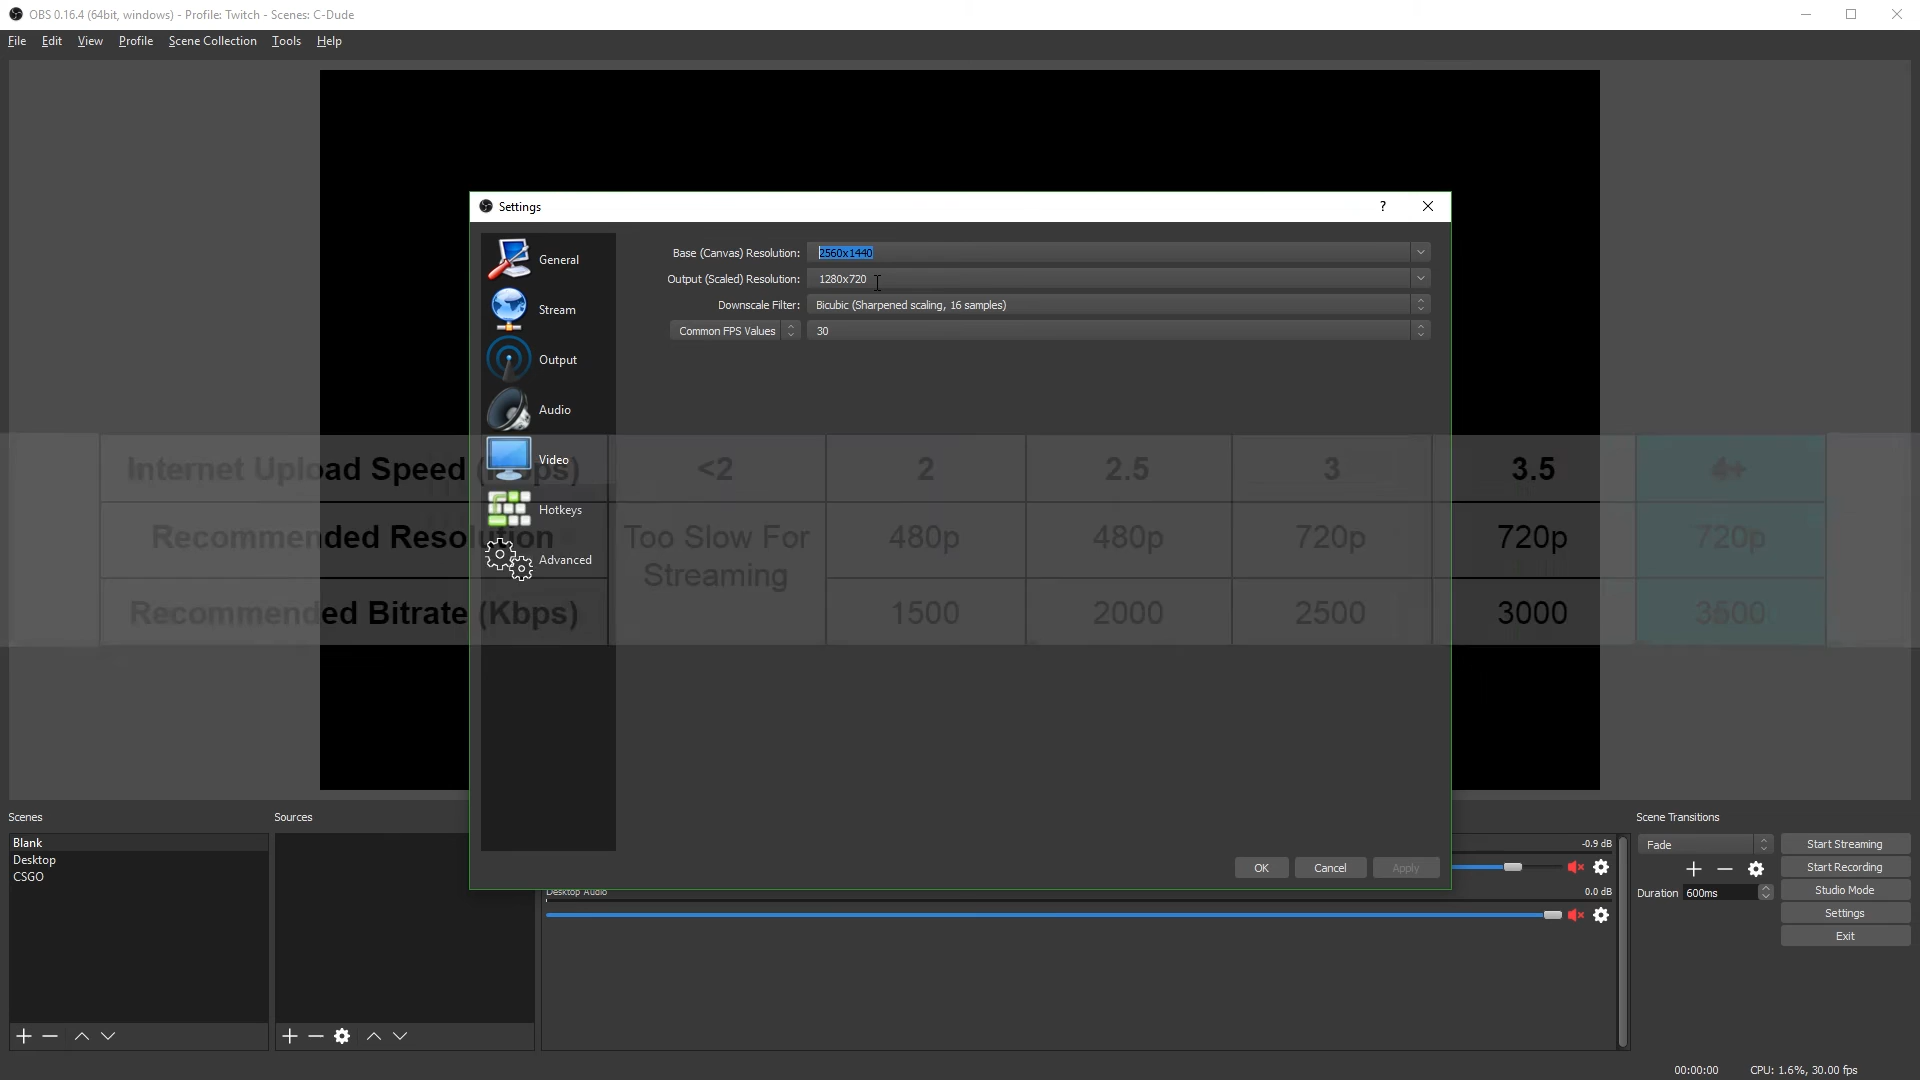 OBS 0.16.4 (64bit, windows) - Profile: Twitch - Scenes: C-Dude
File Edit View Profile Scene Collection Tools Help
Settings
?
General
Stream
Output
Audio
Video
Hotkeys
Advanced
Base (Canvas) Resolution: 2560x1440
Output (Scaled) Resolution: 1280x720
Downscale Filter: Bicubic (Sharpened scaling, 16 samples)
Common FPS Values 30
Internet Upload Speed <2 2 2.5 3 3.5 4+
Recommended Resolution Too Slow For Streaming 480p 480p 720p 720p 720p
Recommended Bitrate (Kbps) 1500 2000 2500 3000
OK Cancel Apply
Scenes
Blank
Desktop
CSGO
Sources
-0.9 dB
Desktop Audio 0.0 dB
Scene Transitions
Fade
Duration 600ms
Start Streaming
Start Recording
Studio Mode
Settings
Exit
00:00:00 CPU: 1.6%, 30.00 fps